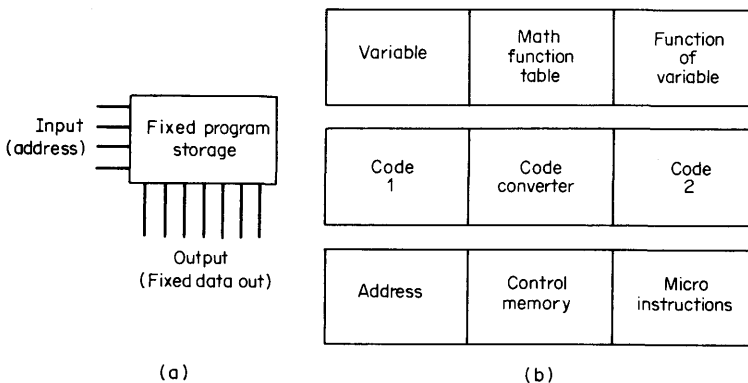 Input
(address)
Fixed program
storage
Output
(Fixed data out)
(a)
Variable
Math
function
table
Function
of
variable
Code
1
Code
converter
Code
2
Address
Control
memory
Micro
instructions
(b)